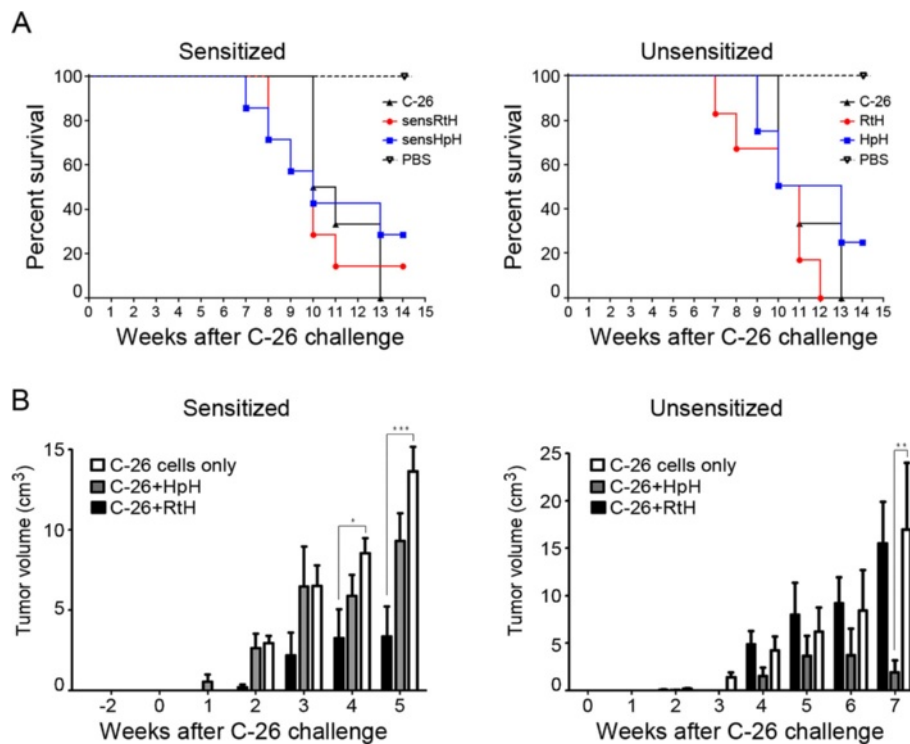 A
Sensitized
Percent survival
100
80
60
40
20
0
0 1 2 3 4 5 6 7 8 9 10 11 12 13 14 15
Weeks after C-26 challenge
C-26
sensRtH
sensHpH
PBS
Unsensitized
Percent survival
100
80
60
40
20
0
0 1 2 3 4 5 6 7 8 9 10 11 12 13 14 15
Weeks after C-26 challenge
C-26
RtH
HpH
PBS
B
Sensitized
Tumor volume (cm³)
15
10
5
0
C-26 cells only
C-26+HpH
C-26+RtH
*
***
-2 0 1 2 3 4 5
Weeks after C-26 challenge
Unsensitized
Tumor volume (cm³)
25
20
15
10
5
0
C-26 cells only
C-26+HpH
C-26+RtH
**
0 1 2 3 4 5 6 7
Weeks after C-26 challenge